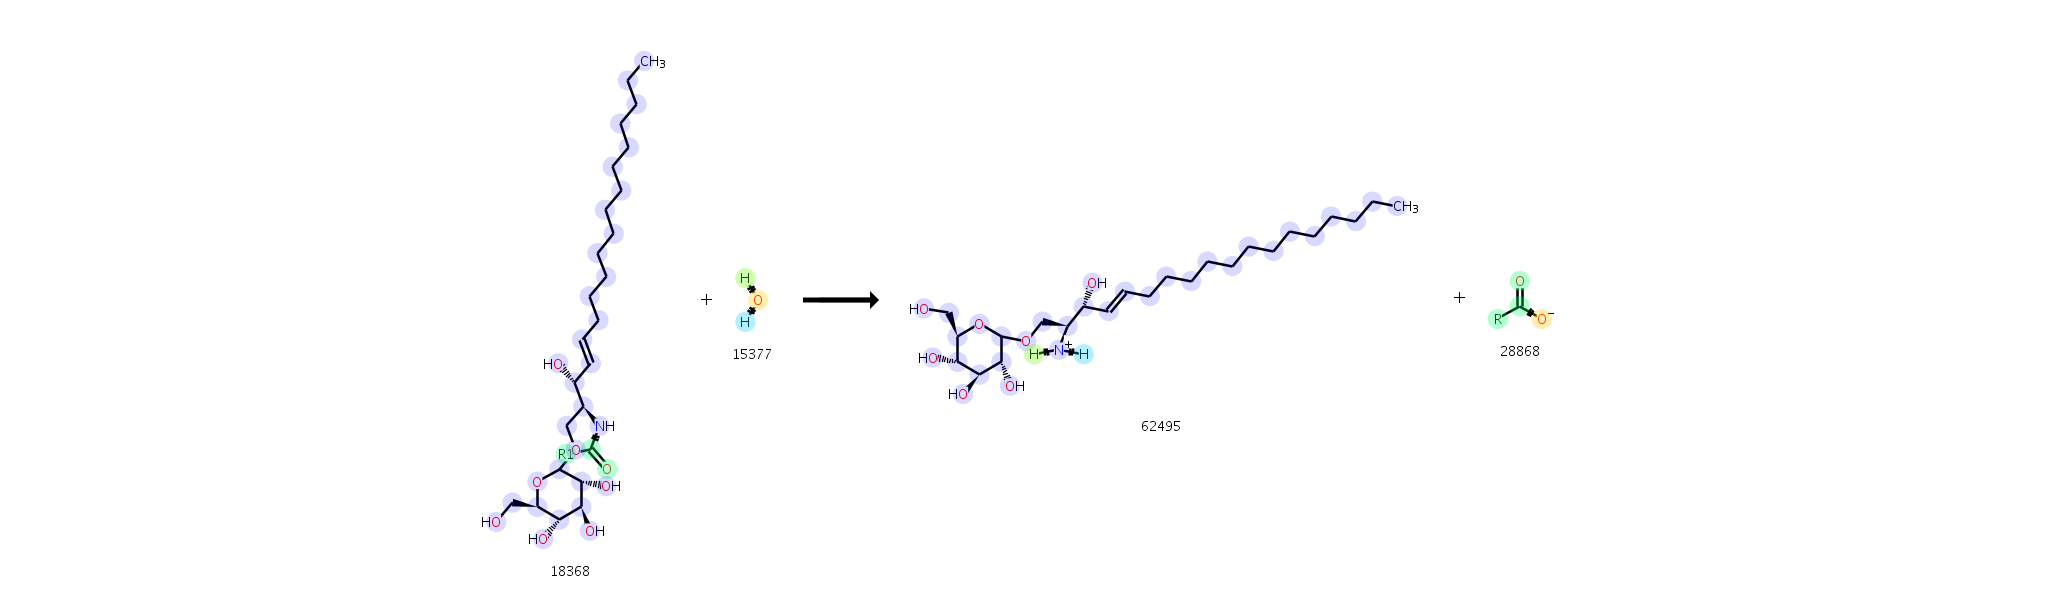 CH3
HO
NH
R1 O
O
O
OH
HO
HO
OH
18368
+
H
O
H
15377
HO
O
HO
HO
OH
O
OH
H N+ H
CH3
62495
+
O
R
O−
28868